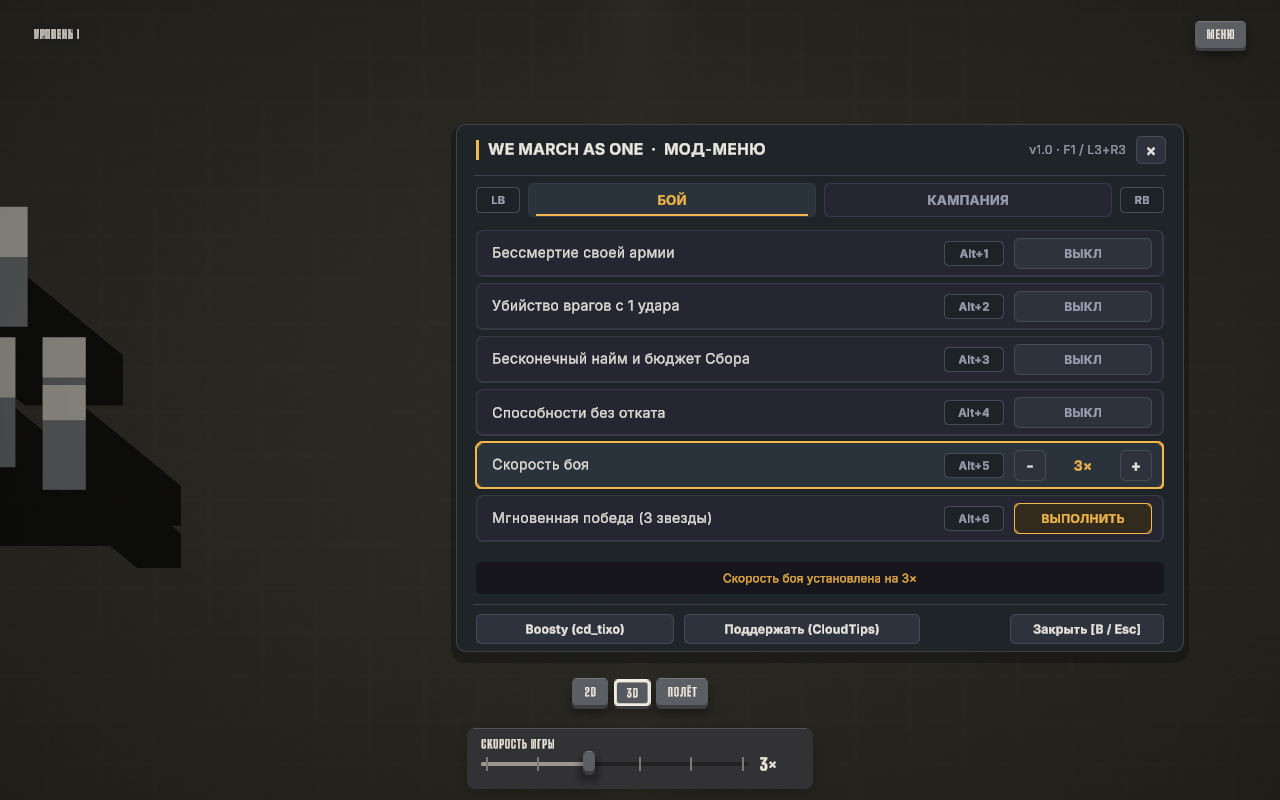 УРОВЕНЬ 1
МЕНЮ
WE MARCH AS ONE · МОД-МЕНЮ
v1.0 · F1 / L3+R3
×
LB
БОЙ
КАМПАНИЯ
RB
Бессмертие своей армии
Alt+1
ВЫКЛ
Убийство врагов с 1 удара
Alt+2
ВЫКЛ
Бесконечный найм и бюджет Сбора
Alt+3
ВЫКЛ
Способности без отката
Alt+4
ВЫКЛ
Скорость боя
Alt+5
-
3×
+
Мгновенная победа (3 звезды)
Alt+6
ВЫПОЛНИТЬ
Скорость боя установлена на 3×
Boosty (cd_tixo)
Поддержать (CloudTips)
Закрыть [B / Esc]
2D
3D
ПОЛЁТ
СКОРОСТЬ ИГРЫ
3×